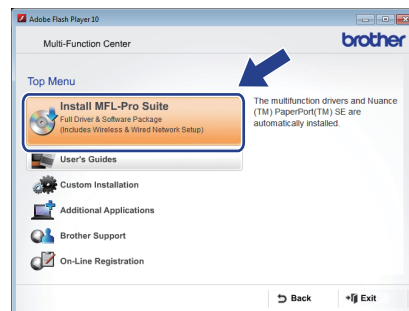 Adobe Flash Player 10
Multi-Function Center
brother
Top Menu
Install MFL-Pro Suite
Full Driver & Software Package
(Includes Wireless & Wired Network Setup)
The multifunction drivers and Nuance
(TM) PaperPort(TM) SE are
automatically installed.
User's Guides
Custom Installation
Additional Applications
Brother Support
On-Line Registration
Back
Exit